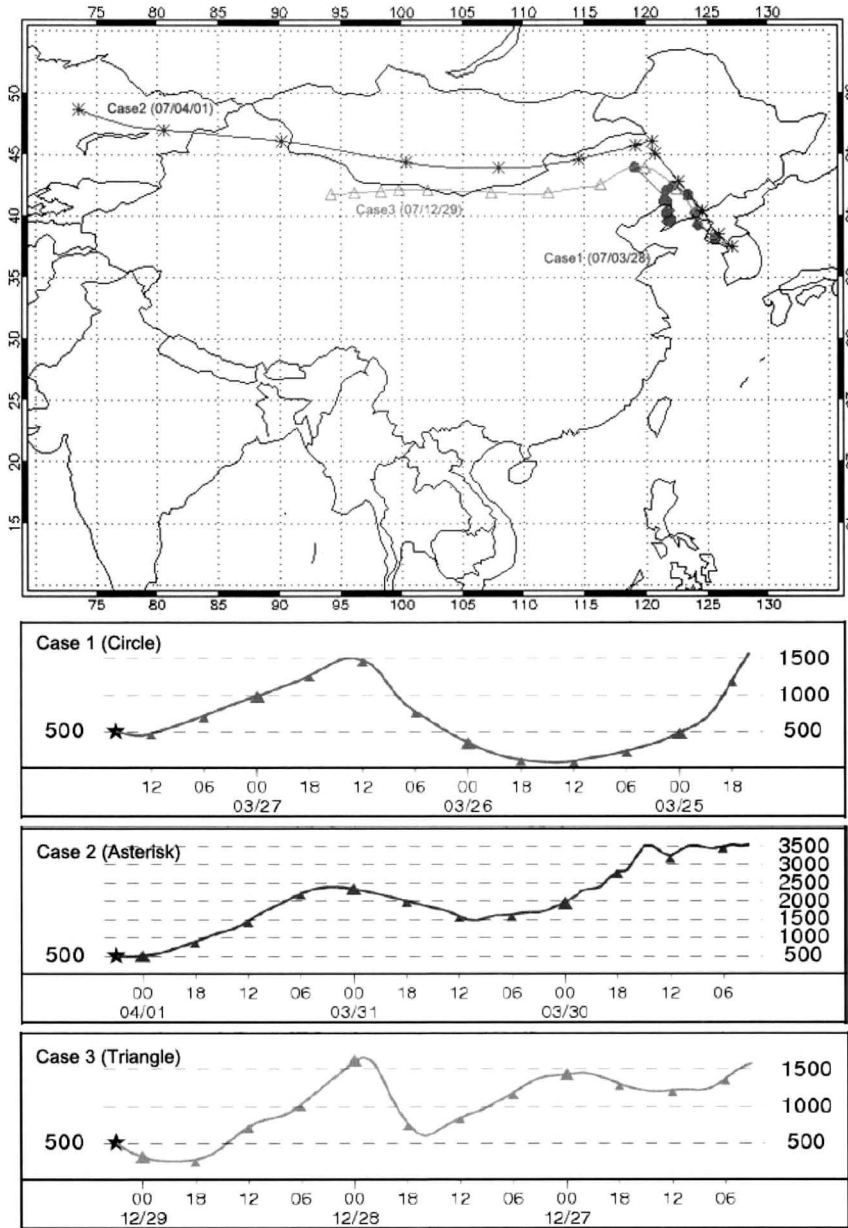 75 80 85 90 95 100 105 110 115 120 125 130
50
45
40
35
30
25
20
15
Case2 (07/04/01)
Case3 (07/12/29)
Case1 (07/03/28)
75 80 85 90 95 100 105 110 115 120 125 130
Case 1 (Circle)
1500
1000
500 500
12 06 00 18 12 06 00 18 12 06 00 18
03/27 03/26 03/25
Case 2 (Asterisk)
3500
3000
2500
2000
1500
1000
500 500
00 18 12 06 00 18 12 06 00 18 12 06
04/01 03/31 03/30
Case 3 (Triangle)
1500
1000
500 500
00 18 12 06 00 18 12 06 00 18 12 06
12/29 12/28 12/27